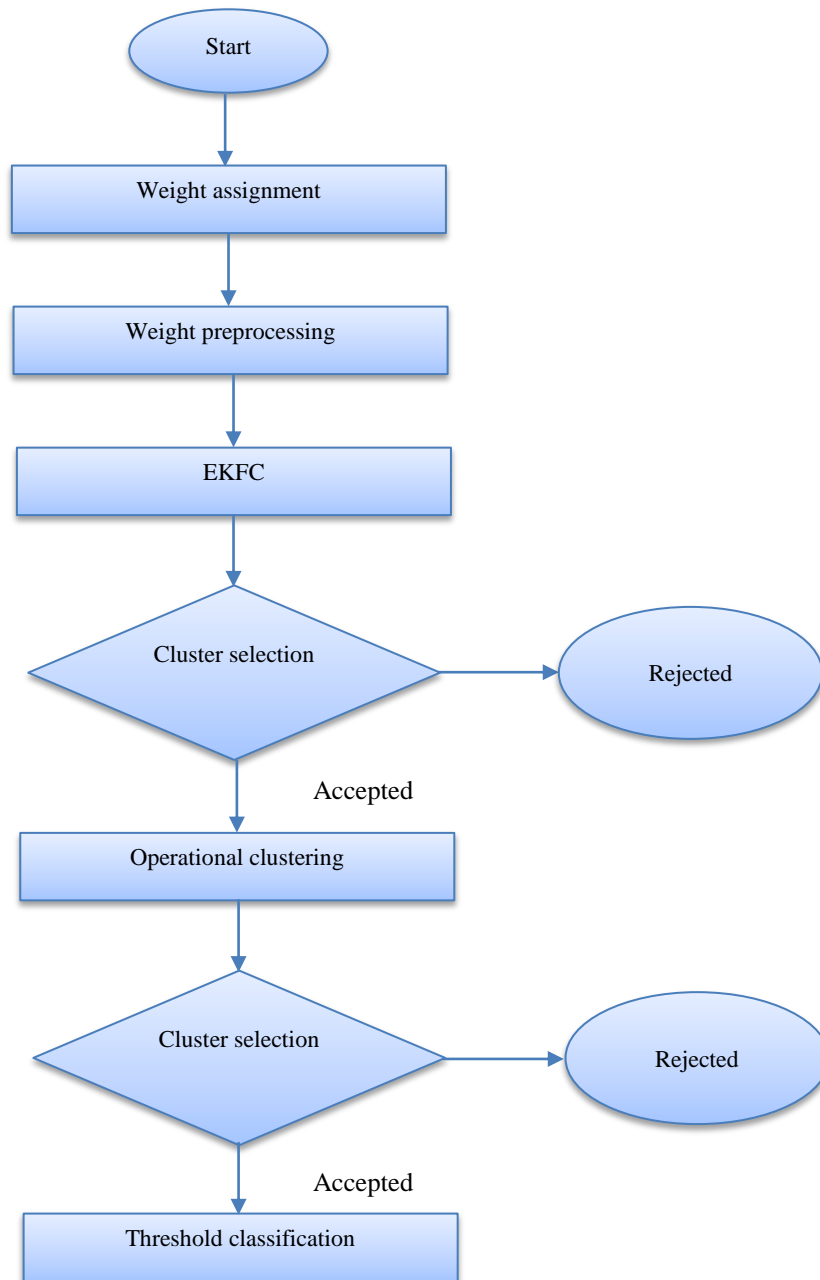 Start
Weight assignment
Weight preprocessing
EKFC
Cluster selection
Rejected
Accepted
Operational clustering
Cluster selection
Rejected
Accepted
Threshold classification